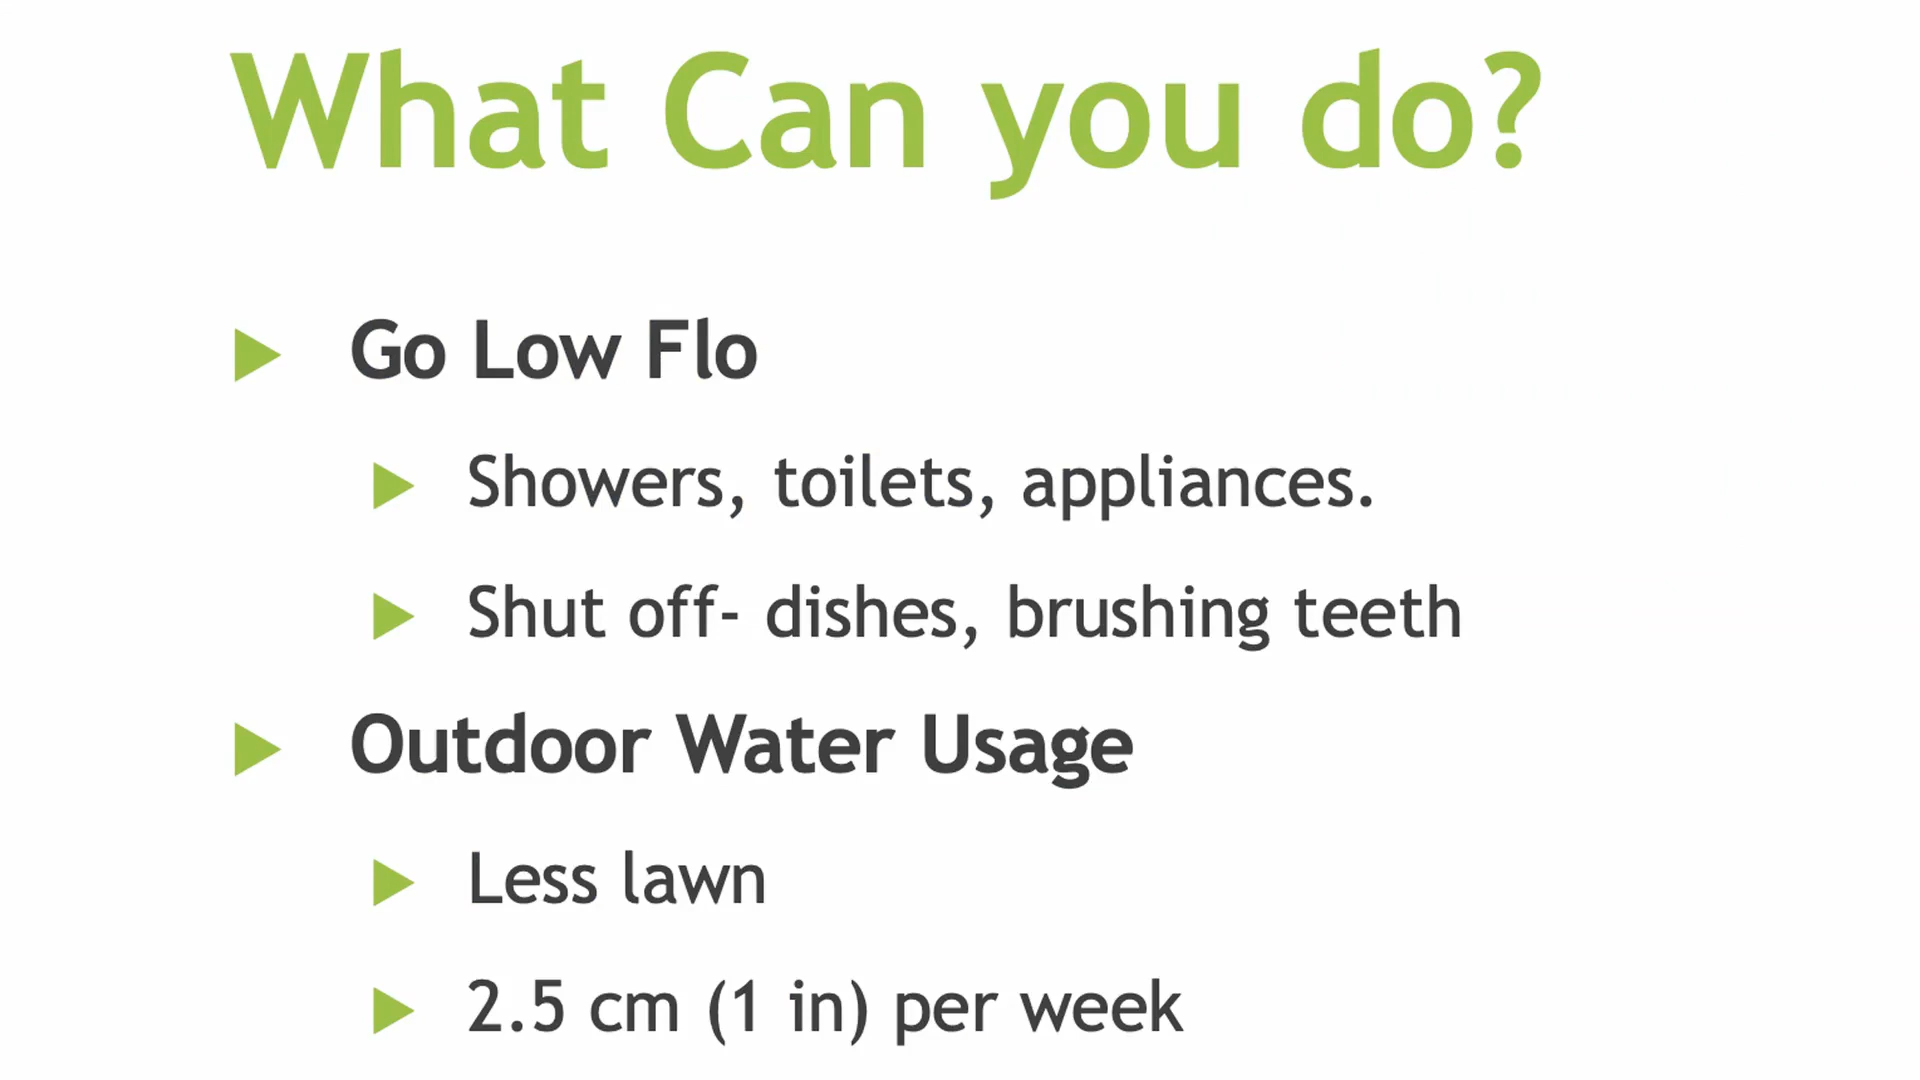 What Can you do?
Go Low Flo
Showers, toilets, appliances.
Shut off- dishes, brushing teeth
Outdoor Water Usage
Less lawn
2.5 cm (1 in) per week